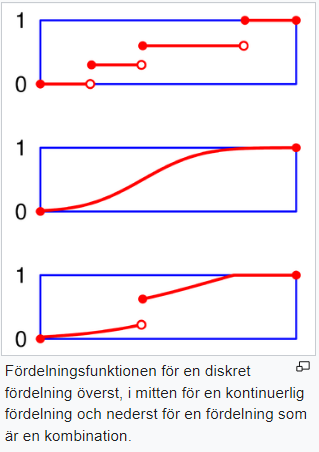 1
0
1
0
1
0
Fördelningsfunktionen för en diskret
fördelning överst, i mitten för en kontinuerlig
fördelning och nederst för en fördelning som
är en kombination.